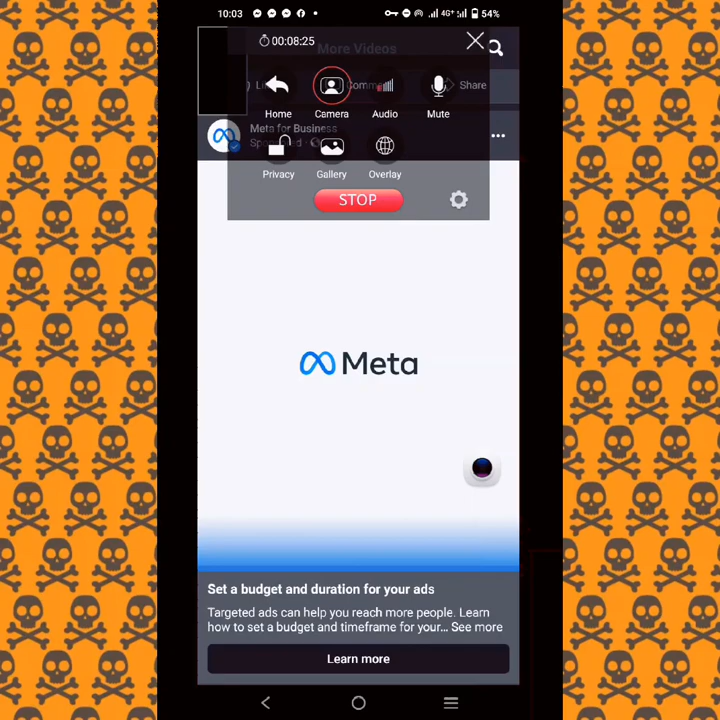 10:03
4G+ 54%
00:08:25
More Videos
Comm
Share
Home Camera Audio Mute
Meta for Business
Privacy Gallery Overlay
STOP
Meta
Set a budget and duration for your ads
Targeted ads can help you reach more people. Learn
how to set a budget and timeframe for your... See more
Learn more